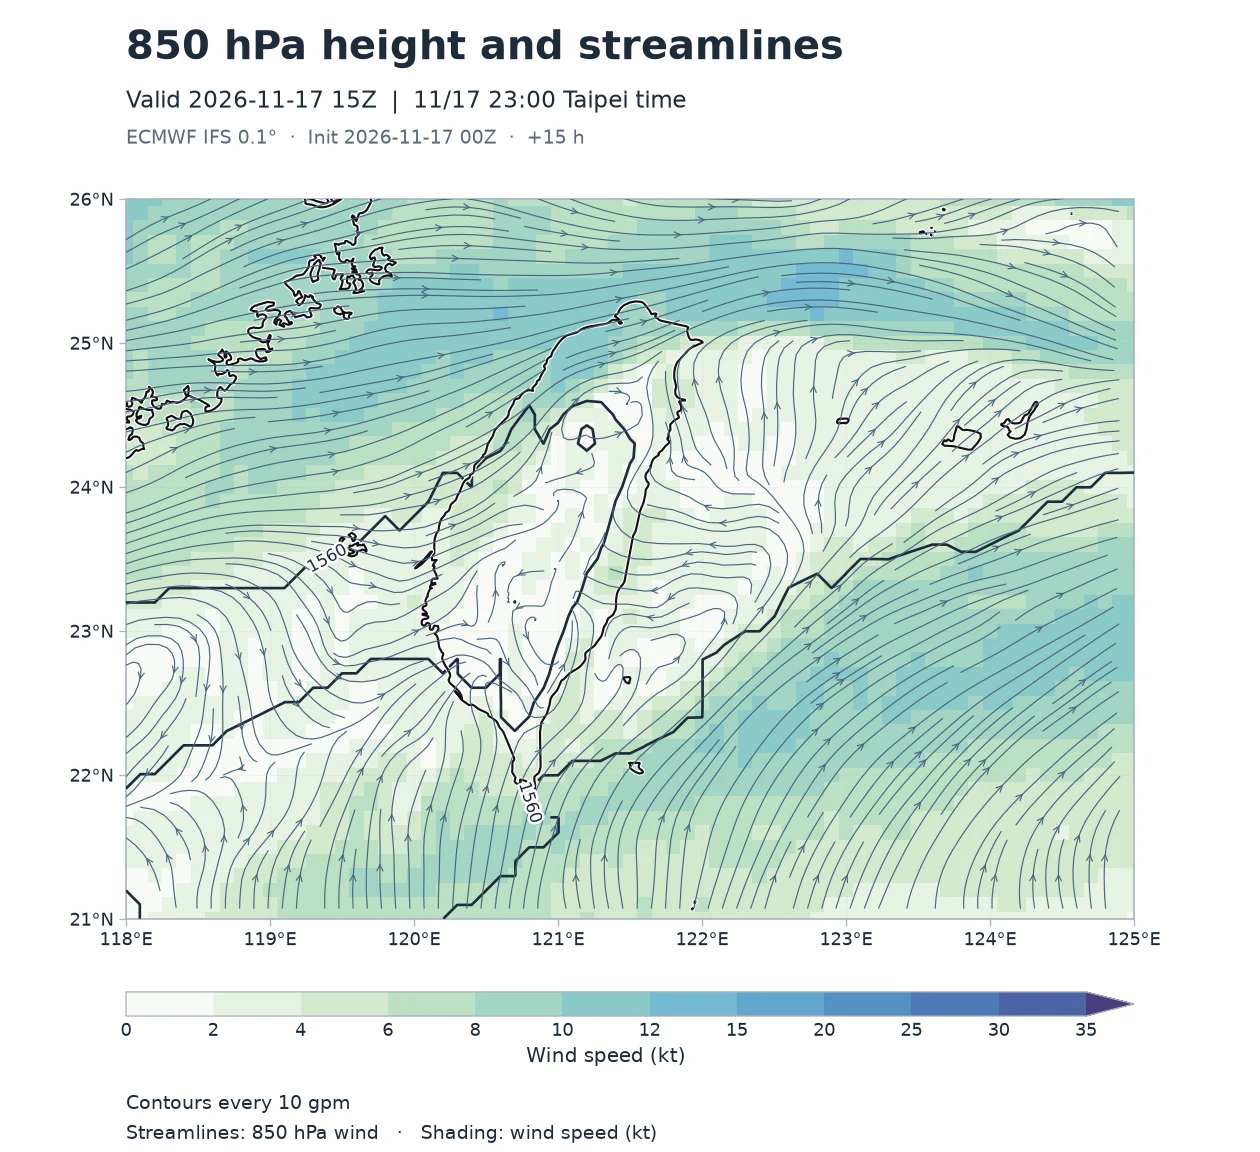 850 hPa height and streamlines
Valid 2026-11-17 15Z | 11/17 23:00 Taipei time
ECMWF IFS 0.1° · Init 2026-11-17 00Z · +15 h
26°N
25°N
24°N
23°N
22°N
21°N
1560
1560
118°E 119°E 120°E 121°E 122°E 123°E 124°E 125°E
0 2 4 6 8 10 12 15 20 25 30 35
Wind speed (kt)
Contours every 10 gpm
Streamlines: 850 hPa wind · Shading: wind speed (kt)